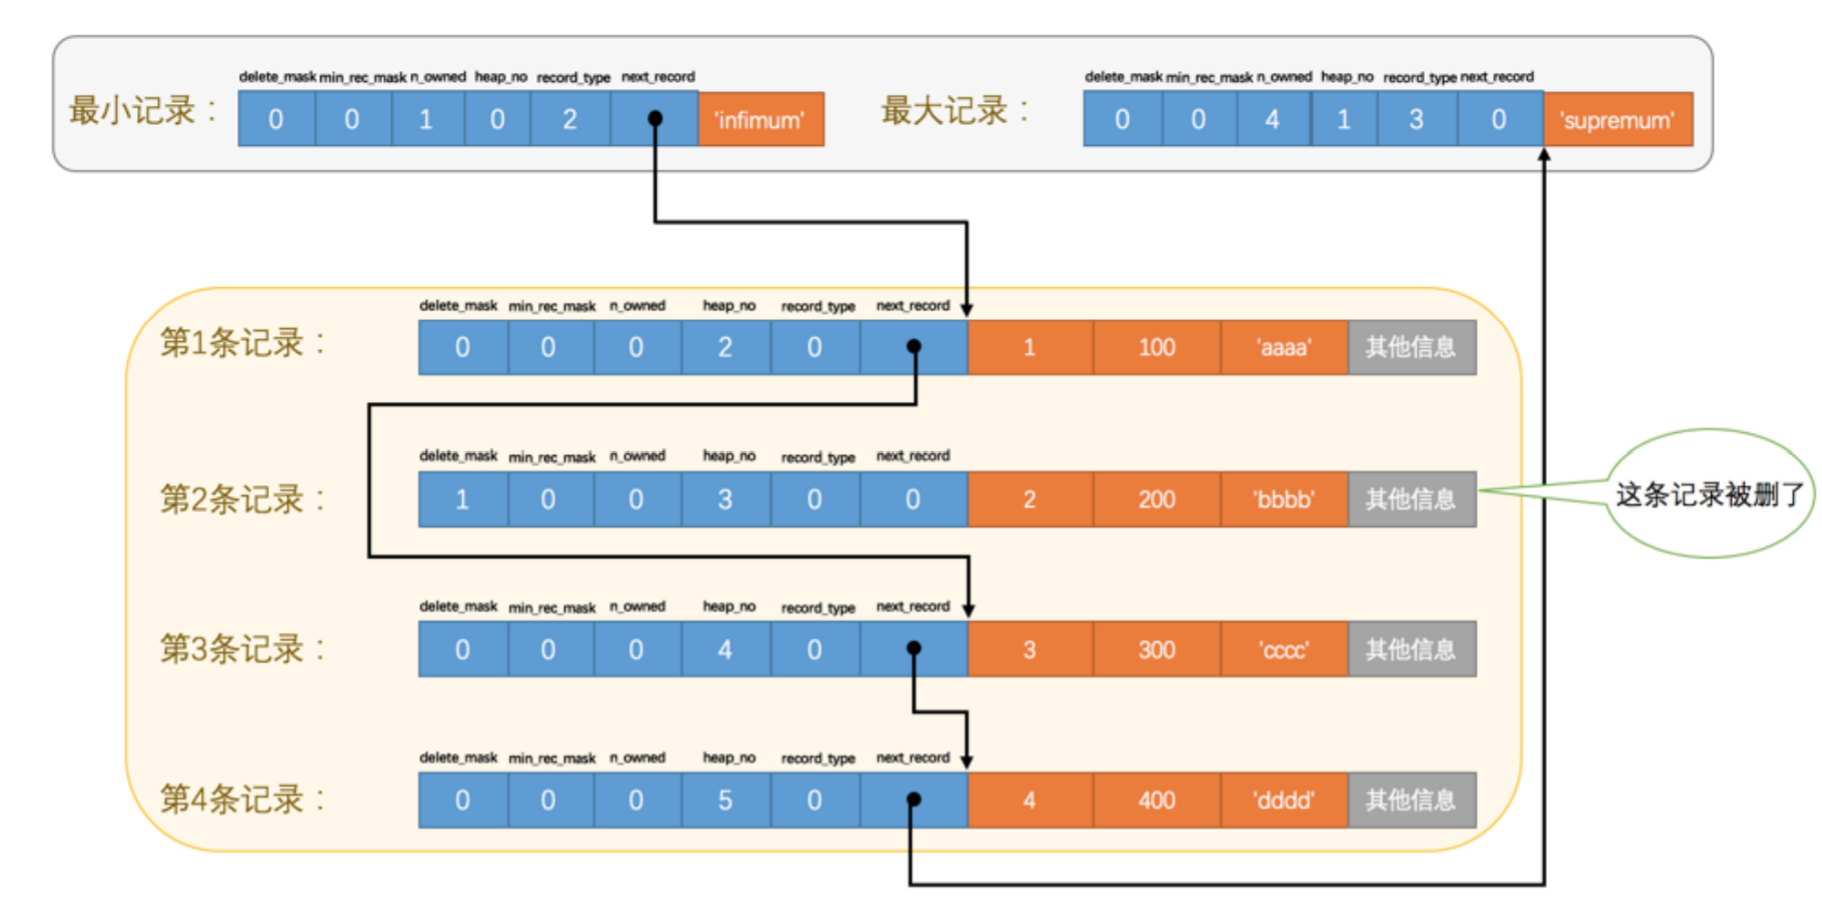 delete_mask min_rec_mask n_owned heap_no record_type next_record
最小记录： 0 0 1 0 2 'infimum'
delete_mask min_rec_mask n_owned heap_no record_type next_record
最大记录： 0 0 4 1 3 0 'supremum'
delete_mask min_rec_mask n_owned heap_no record_type next_record
第1条记录： 0 0 0 2 0 1 100 'aaaa' 其他信息
delete_mask min_rec_mask n_owned heap_no record_type next_record
第2条记录： 1 0 0 3 0 0 2 200 'bbbb' 其他信息
这条记录被删了
delete_mask min_rec_mask n_owned heap_no record_type next_record
第3条记录： 0 0 0 4 0 3 300 'cccc' 其他信息
delete_mask min_rec_mask n_owned heap_no record_type next_record
第4条记录： 0 0 0 5 0 4 400 'dddd' 其他信息